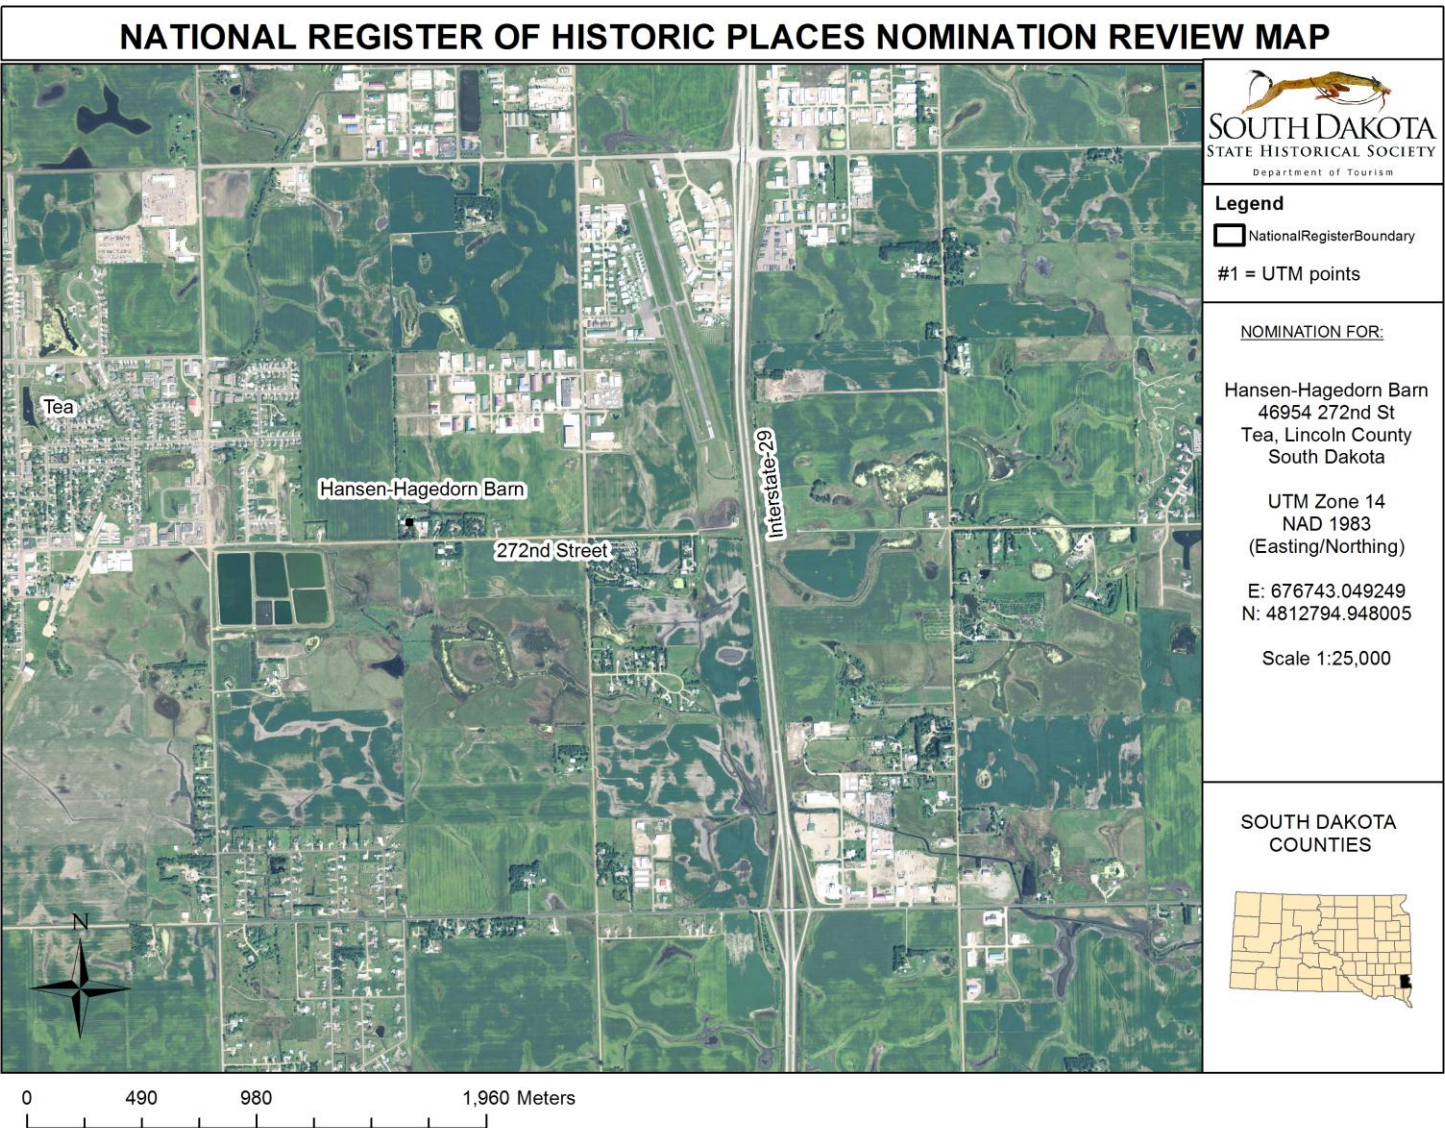 NATIONAL REGISTER OF HISTORIC PLACES NOMINATION REVIEW MAP
SOUTH DAKOTA
STATE HISTORICAL SOCIETY
Department of Tourism
Legend
NationalRegisterBoundary
#1 = UTM points
NOMINATION FOR:
Hansen-Hagedorn Barn
46954 272nd St
Tea, Lincoln County
South Dakota
UTM Zone 14
NAD 1983
(Easting/Northing)
E: 676743.049249
N: 4812794.948005
Scale 1:25,000
SOUTH DAKOTA
COUNTIES
Tea
Hansen-Hagedorn Barn
272nd Street
Interstate-29
N
0 490 980 1,960 Meters